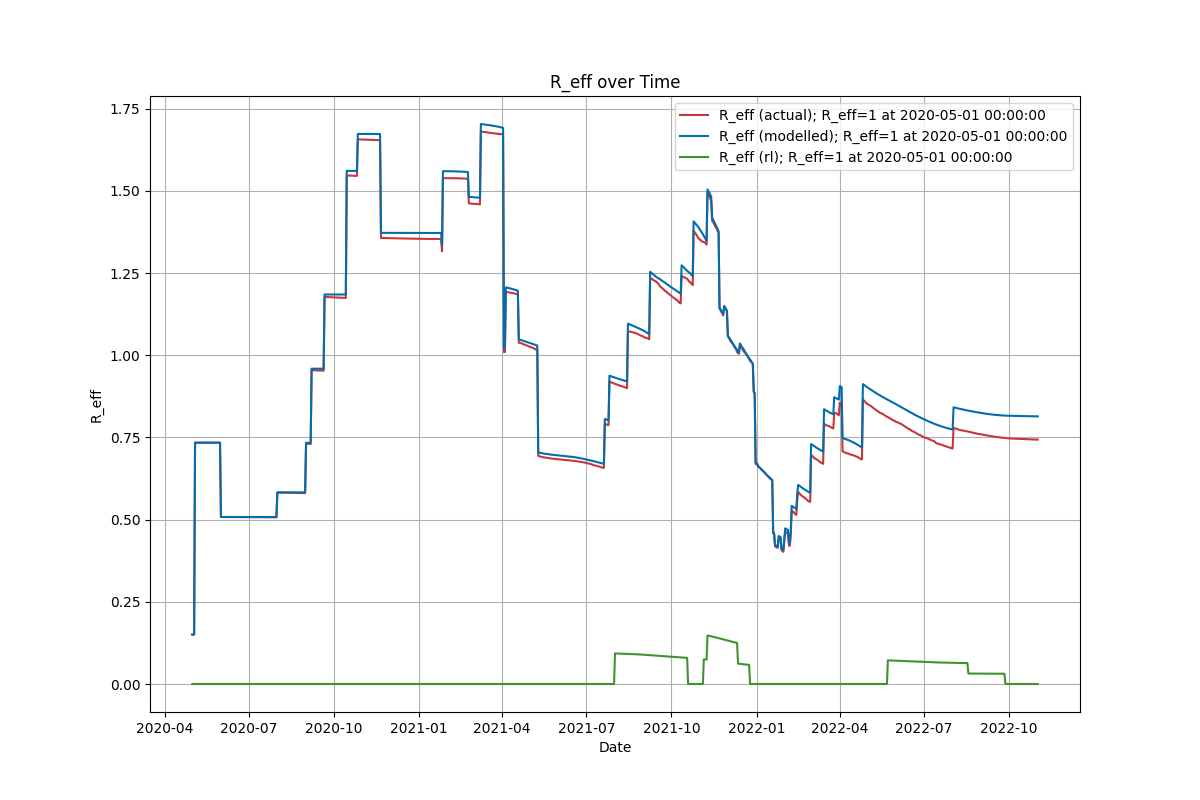 R_eff over Time
R_eff (actual); R_eff=1 at 2020-05-01 00:00:00
R_eff (modelled); R_eff=1 at 2020-05-01 00:00:00
R_eff (rl); R_eff=1 at 2020-05-01 00:00:00
1.75
1.50
1.25
1.00
0.75
0.50
0.25
0.00
R_eff
2020-04 2020-07 2020-10 2021-01 2021-04 2021-07 2021-10 2022-01 2022-04 2022-07 2022-10
Date